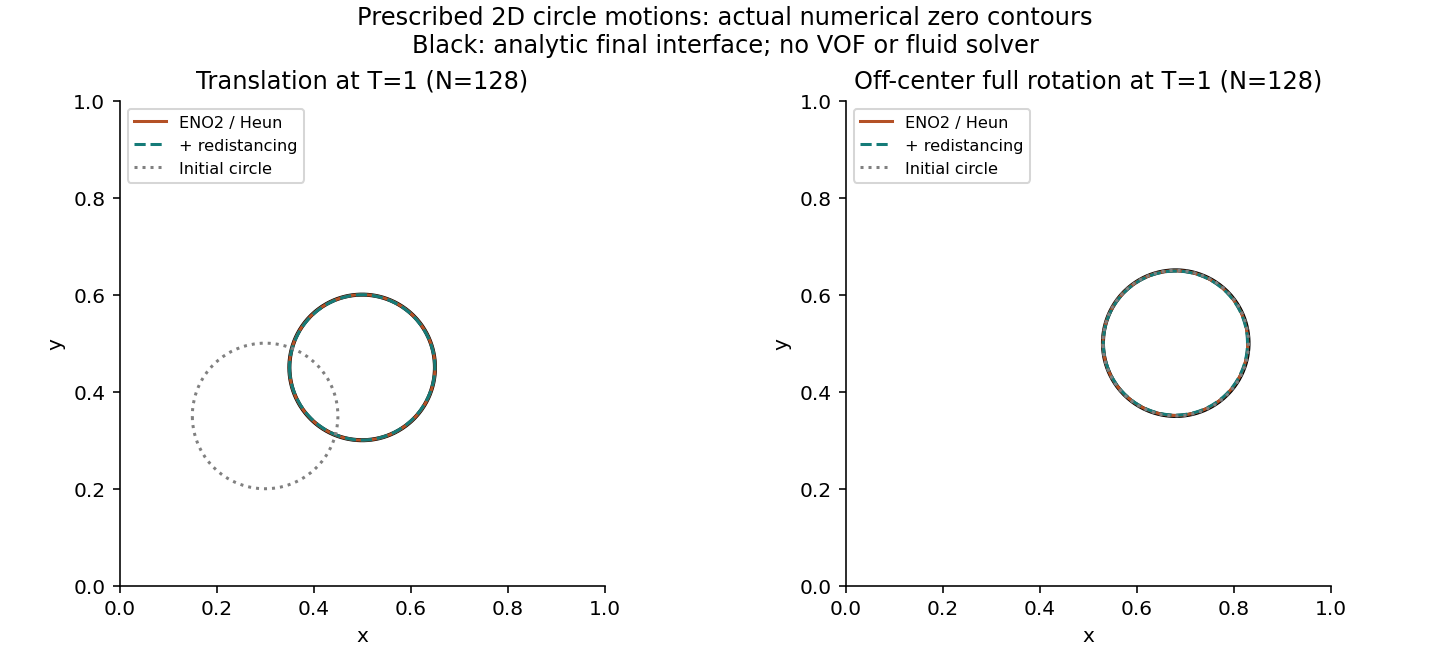 Prescribed 2D circle motions: actual numerical zero contours
Black: analytic final interface; no VOF or fluid solver
Translation at T=1 (N=128)
ENO2 / Heun
+ redistancing
Initial circle
1.0
0.8
0.6
0.4
0.2
0.0
y
0.0 0.2 0.4 0.6 0.8 1.0
x
Off-center full rotation at T=1 (N=128)
ENO2 / Heun
+ redistancing
Initial circle
1.0
0.8
0.6
0.4
0.2
0.0
y
0.0 0.2 0.4 0.6 0.8 1.0
x